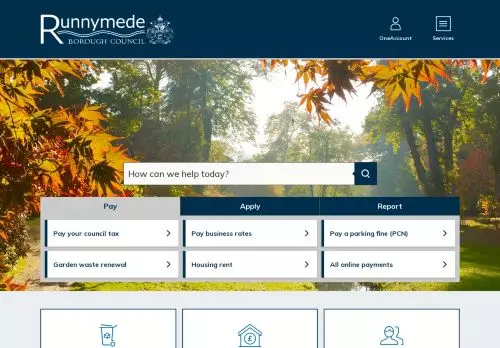 Runnymede
BOROUGH COUNCIL
OneAccount
Services
How can we help today?
Pay
Apply
Report
Pay your council tax
Pay business rates
Pay a parking fine (PCN)
Garden waste renewal
Housing rent
All online payments
£